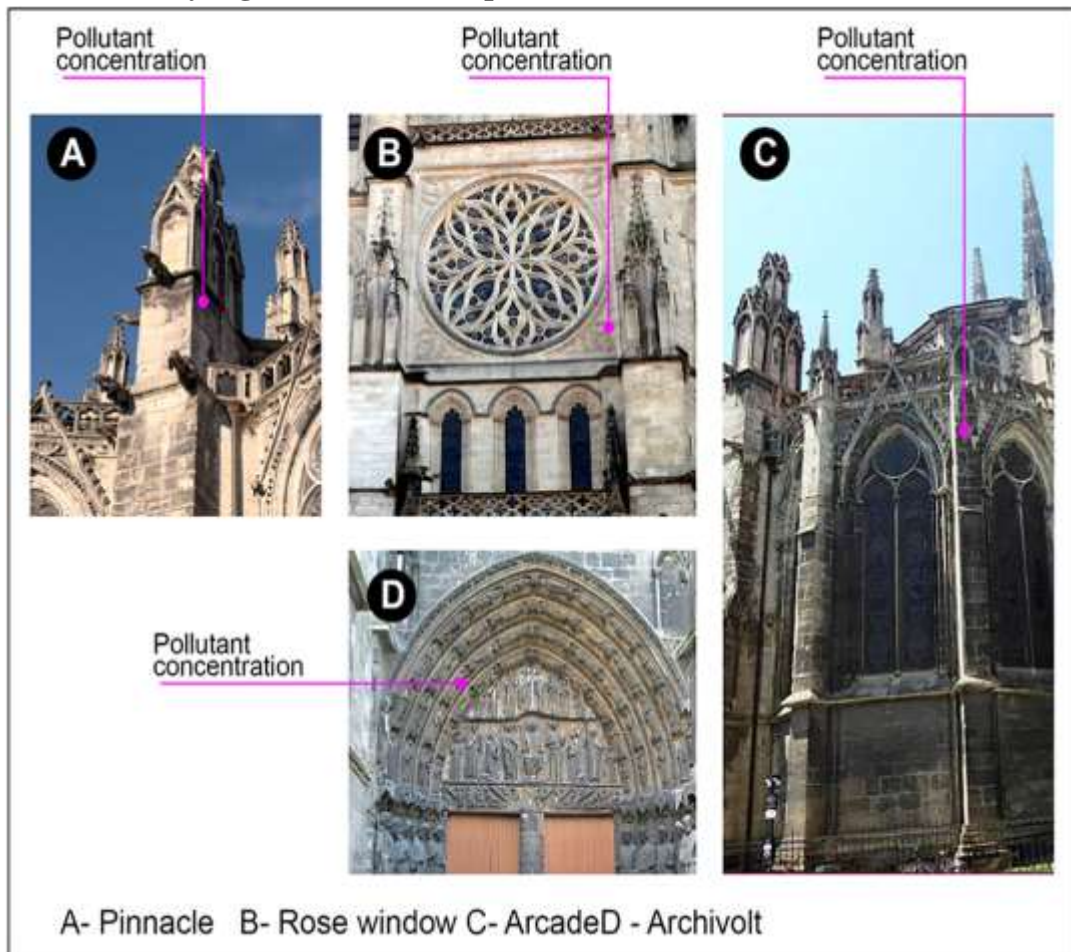 Pollutant
concentration
Pollutant
concentration
Pollutant
concentration
A
B
C
D
Pollutant
concentration
A- Pinnacle B- Rose window C- ArcadeD - Archivolt